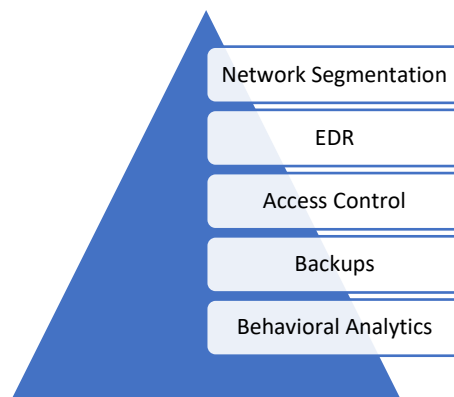 Network Segmentation
EDR
Access Control
Backups
Behavioral Analytics